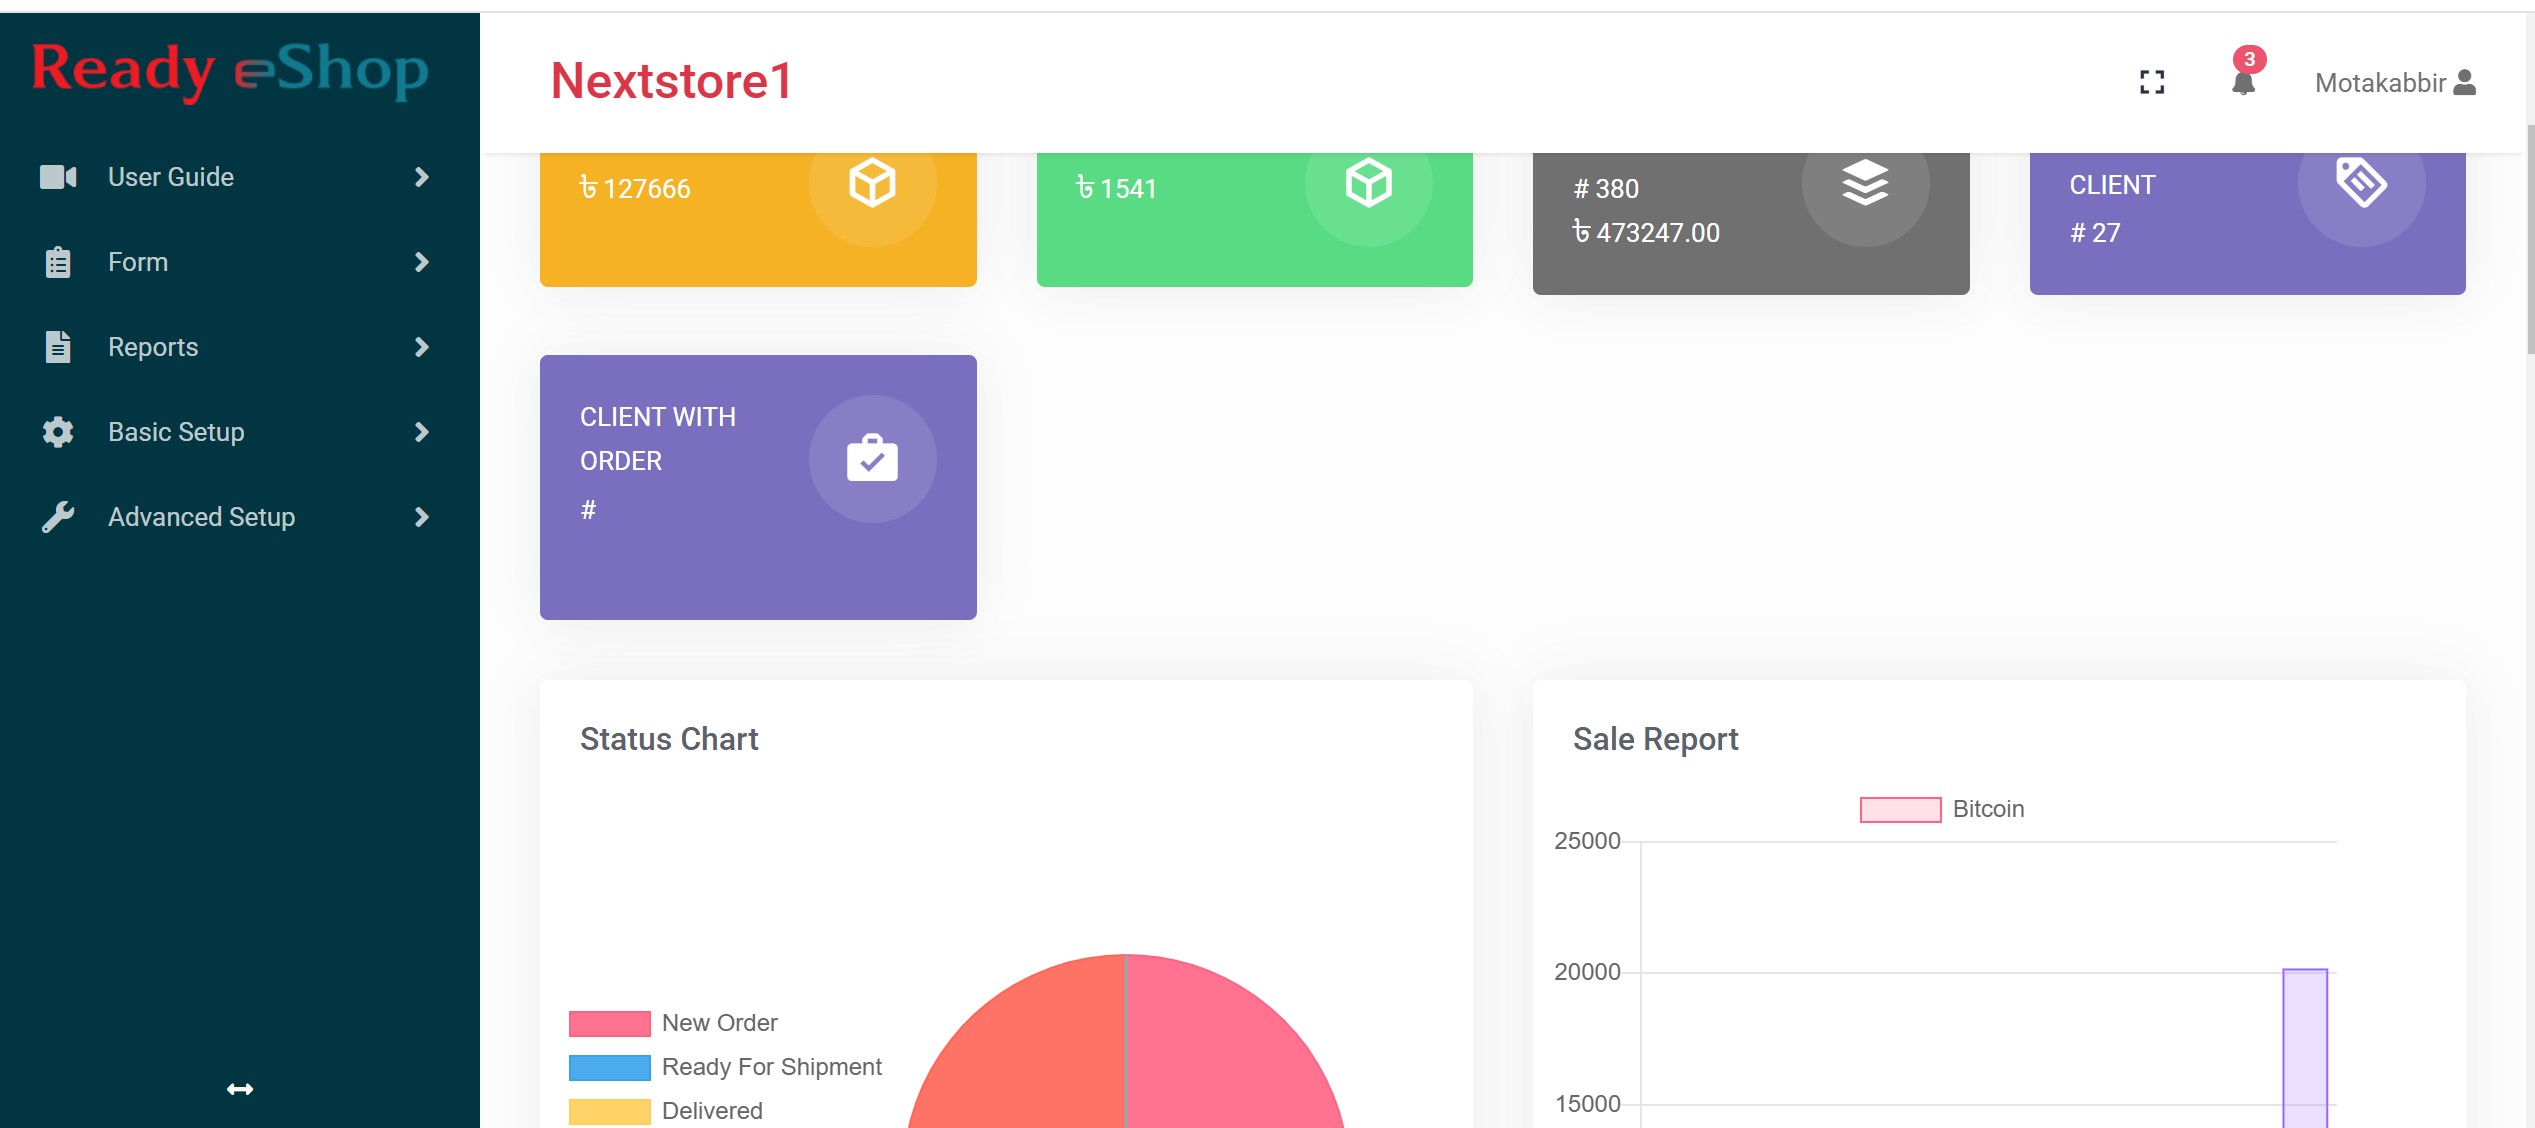 Ready eShop
Nextstore1
3
Motakabbir
User Guide
Form
Reports
Basic Setup
Advanced Setup
৳ 127666
৳ 1541
# 380
৳ 473247.00
CLIENT
# 27
CLIENT WITH
ORDER
#
Status Chart
New Order
Ready For Shipment
Delivered
Sale Report
Bitcoin
25000
20000
15000